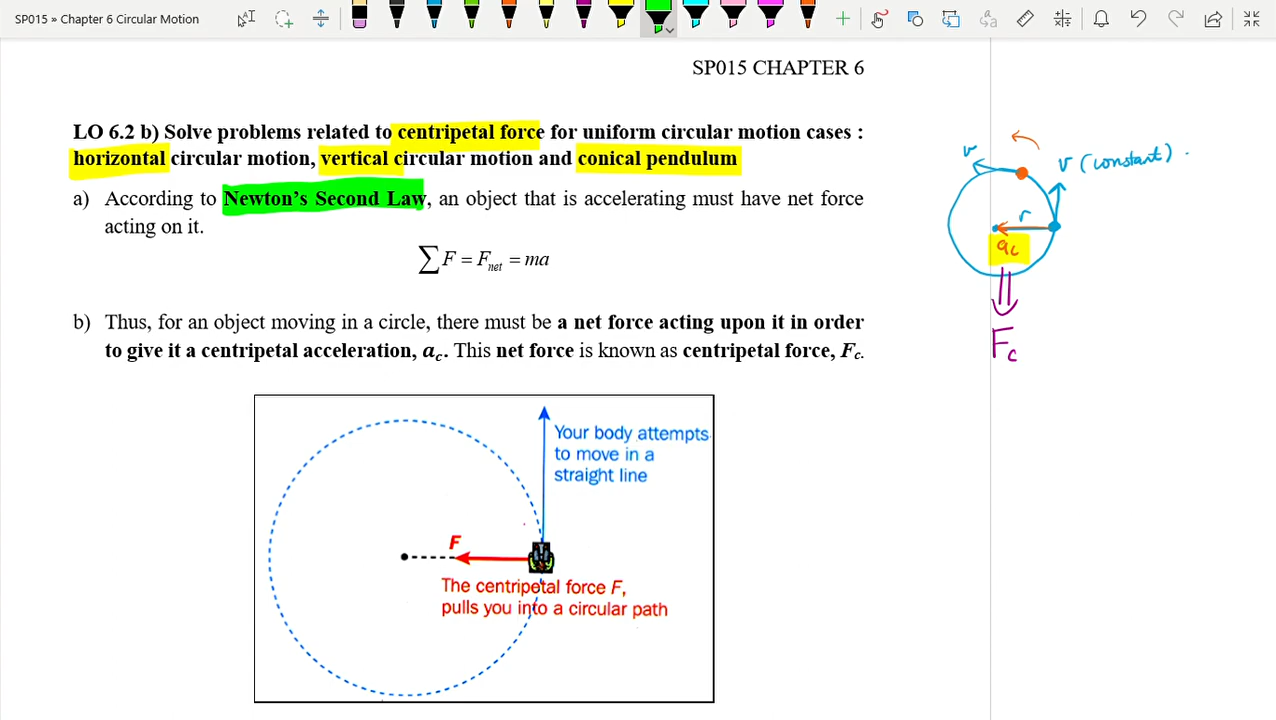 SP015 » Chapter 6 Circular Motion
SP015 CHAPTER 6
LO 6.2 b) Solve problems related to centripetal force for uniform circular motion cases :
horizontal circular motion, vertical circular motion and conical pendulum
a) According to Newton's Second Law, an object that is accelerating must have net force
acting on it.
∑F = Fnet = ma
b) Thus, for an object moving in a circle, there must be a net force acting upon it in order
to give it a centripetal acceleration, ac. This net force is known as centripetal force, Fc.
Your body attempts
to move in a
straight line
F
The centripetal force F,
pulls you into a circular path
v
v (constant).
r
ac
Fc